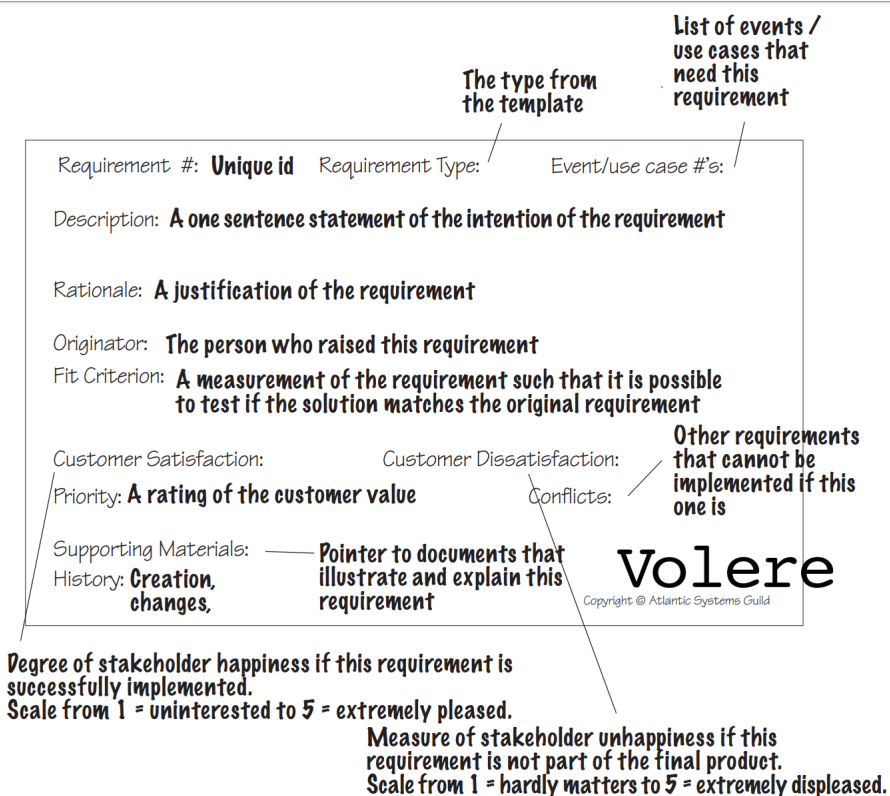 List of events /
use cases that
need this
requirement
The type from
the template
Requirement #: Unique id Requirement Type: Event/use case #'s:
Description: A one sentence statement of the intention of the requirement
Rationale: A justification of the requirement
Originator: The person who raised this requirement
Fit Criterion: A measurement of the requirement such that it is possible
to test if the solution matches the original requirement
Other requirements
that cannot be
implemented if this
one is
Customer Satisfaction: Customer Dissatisfaction:
Priority: A rating of the customer value Conflicts:
Supporting Materials: Pointer to documents that
illustrate and explain this
requirement
History: Creation,
changes,
Volere
Copyright © Atlantic Systems Guild
Degree of stakeholder happiness if this requirement is
successfully implemented.
Scale from 1 = uninterested to 5 = extremely pleased.
Measure of stakeholder unhappiness if this
requirement is not part of the final product.
Scale from 1 = hardly matters to 5 = extremely displeased.